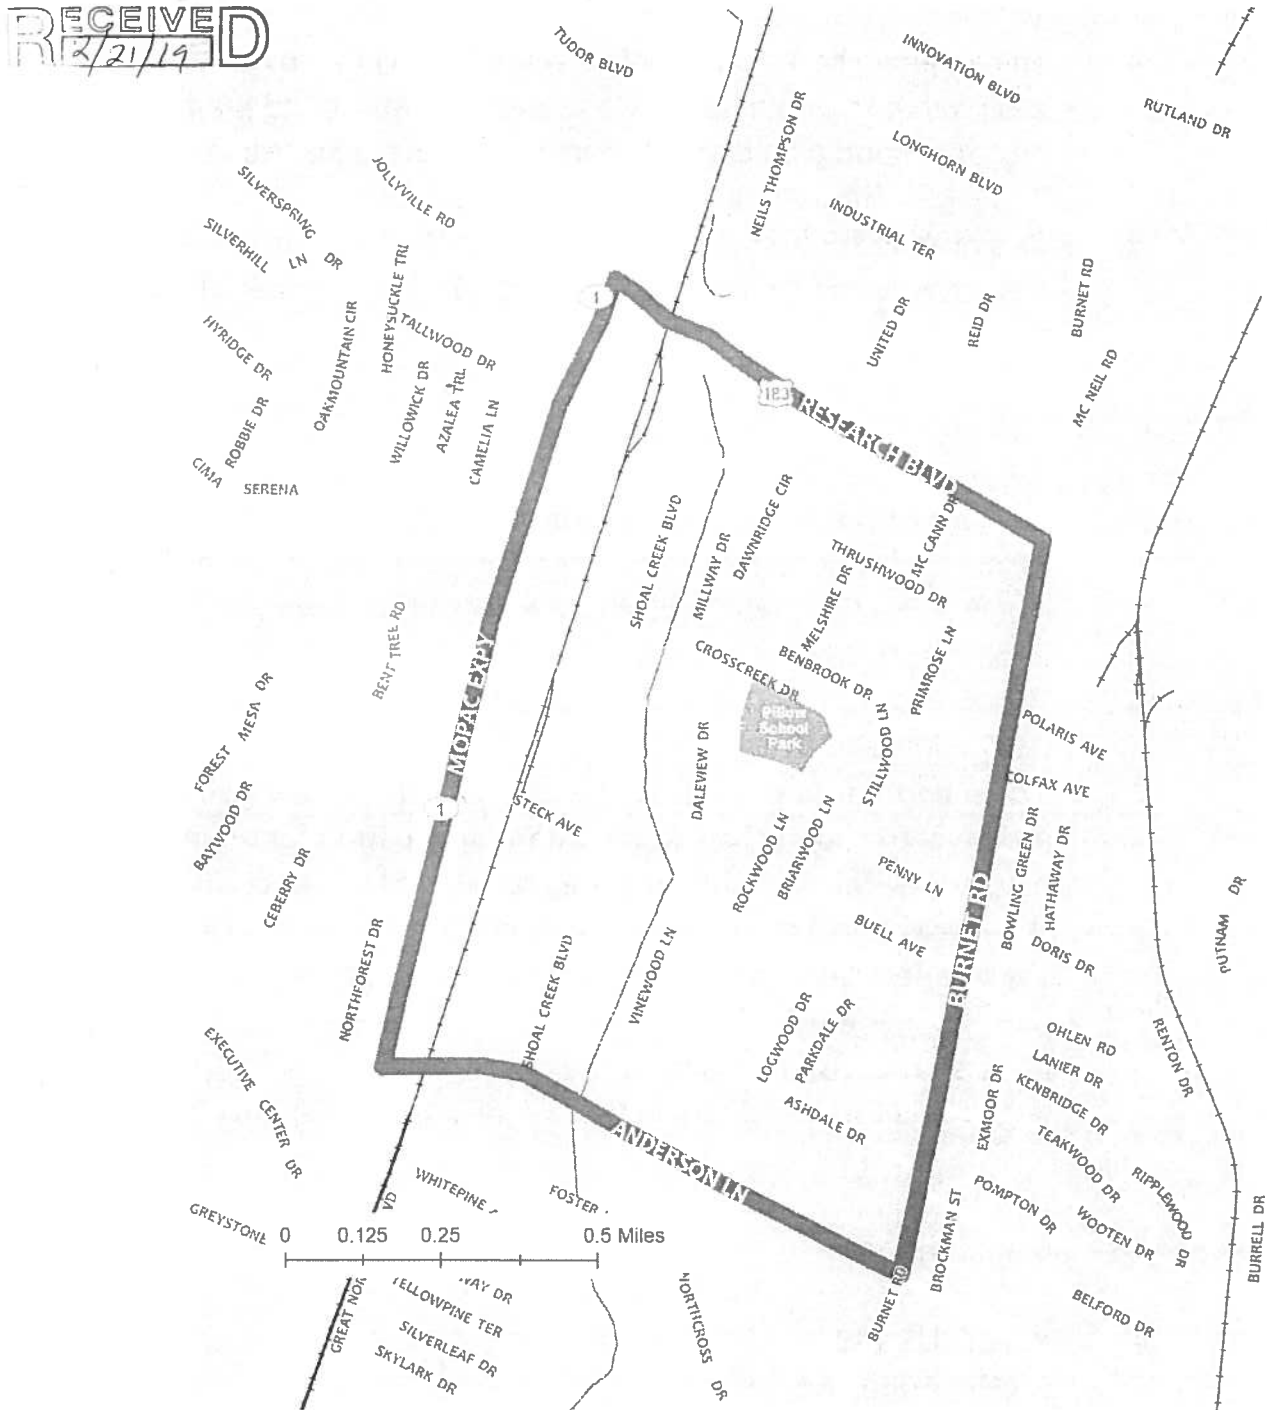 RECEIVED
2/21/19
TUDOR BLVD
INNOVATION BLVD
RUTLAND DR
NEILS THOMPSON DR
LONGHORN BLVD
INDUSTRIAL TER
JOLLYVILLE RD
SILVERSPRING DR
SILVERHILL LN
HONEYSUCKLE TRL
BURNET RD
UNITED DR
REID DR
MC NEIL RD
1
HYRIDGE DR
OAKMOUNTAIN CIR
TALLWOOD DR
WILLOWICK DR
AZALEA TRL
CAMELIA LN
ROBBIE DR
CIMA SERENA
183
RESEARCH BLVD
MC CANN DR
SHOAL CREEK BLVD
MILLWAY DR
DAWNRIDGE CIR
THRUSHWOOD DR
MELSHIRE DR
BENT TREE RD
MOPAC EXPY
CROSSCREEK DR
BENBROOK DR
PRIMROSE LN
Pillow
School
Park
STILLWOOD LN
POLARIS AVE
COLFAX AVE
FOREST MESA DR
BAYWOOD DR
CEBERRY DR
1
STECK AVE
DALEVIEW DR
ROCKWOOD LN
BRIARWOOD LN
PENNY LN
BUELL AVE
BURNET RD
BOWLING GREEN DR
HATHAWAY DR
DORIS DR
PUTNAM DR
NORTHFOREST DR
SHOAL CREEK BLVD
VINEWOOD LN
LOGWOOD DR
PARKDALE DR
ASHDALE DR
OHLEN RD
LANIER DR
KENBRIDGE DR
RENTON DR
EXMOOR DR
TEAKWOOD DR
RIPPLEWOOD DR
EXECUTIVE CENTER DR
ANDERSON LN
POMPTON DR
WOOTEN DR
BROCKMAN ST
BURRELL DR
WHITEPINE
FOSTER
VD
GREYSTONE
0 0.125 0.25 0.5 Miles
BURNET RD
BELFORD DR
GREAT NOR
WAY DR
YELLOWPINE TER
SILVERLEAF DR
SKYLARK DR
NORTHCROSS DR